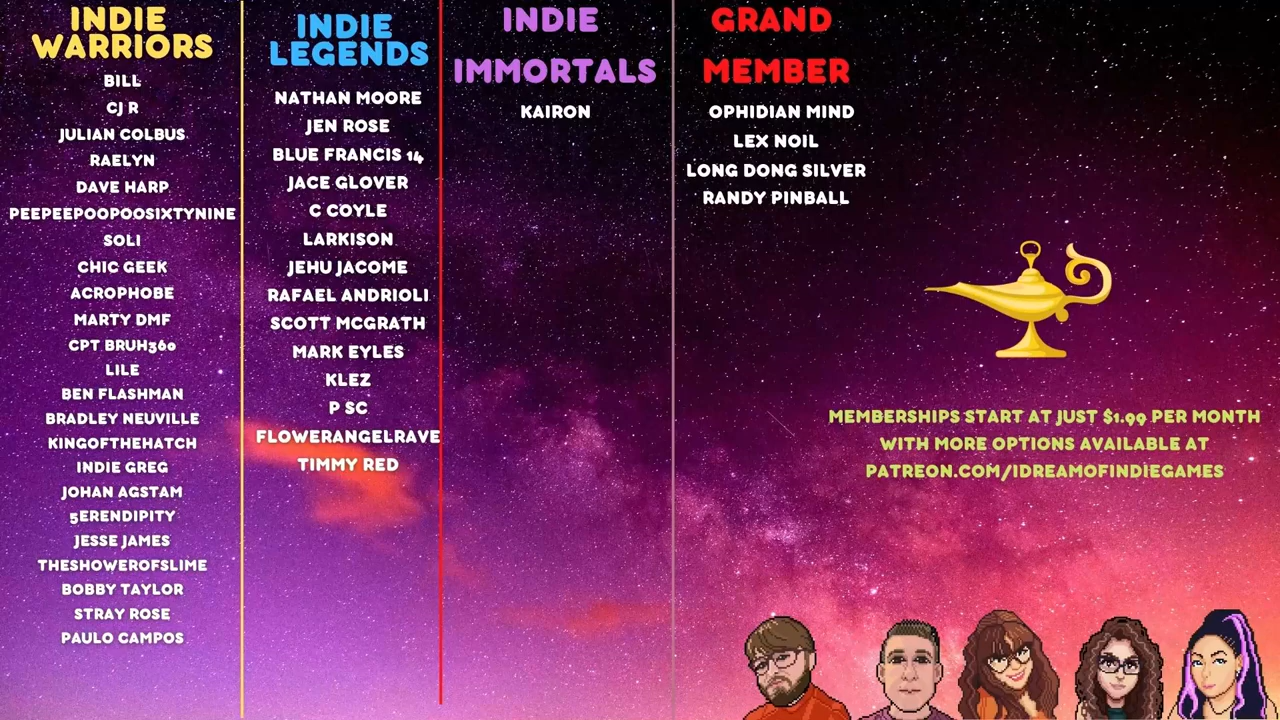 INDIE
WARRIORS
BILL
CJ R
JULIAN COLBUS
RAELYN
DAVE HARP
PEEPEEPOOPOOSIXTYNINE
SOLI
CHIC GEEK
ACROPHOBE
MARTY DMF
CPT BRUH360
LILE
BEN FLASHMAN
BRADLEY NEUVILLE
KINGOFTHEHATCH
INDIE GREG
JOHAN AGSTAM
5ERENDIPITY
JESSE JAMES
THESHOWEROFSLIME
BOBBY TAYLOR
STRAY ROSE
PAULO CAMPOS
INDIE
LEGENDS
NATHAN MOORE
JEN ROSE
BLUE FRANCIS 14
JACE GLOVER
C COYLE
LARKISON
JEHU JACOME
RAFAEL ANDRIOLI
SCOTT MCGRATH
MARK EYLES
KLEZ
P SC
FLOWERANGELRAVE
TIMMY RED
INDIE
IMMORTALS
KAIRON
GRAND
MEMBER
OPHIDIAN MIND
LEX NOIL
LONG DONG SILVER
RANDY PINBALL
MEMBERSHIPS START AT JUST $1.99 PER MONTH
WITH MORE OPTIONS AVAILABLE AT
PATREON.COM/IDREAMOFINDIEGAMES